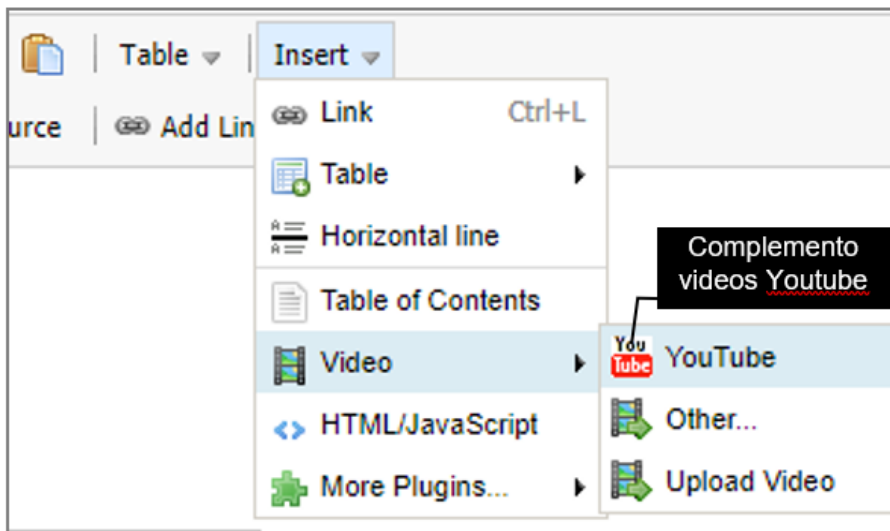 Table
Insert
urce
Add Lin
Link Ctrl+L
Table
Horizontal line
Table of Contents
Video
HTML/JavaScript
More Plugins...
Complemento
videos Youtube
You
Tube
YouTube
Other...
Upload Video